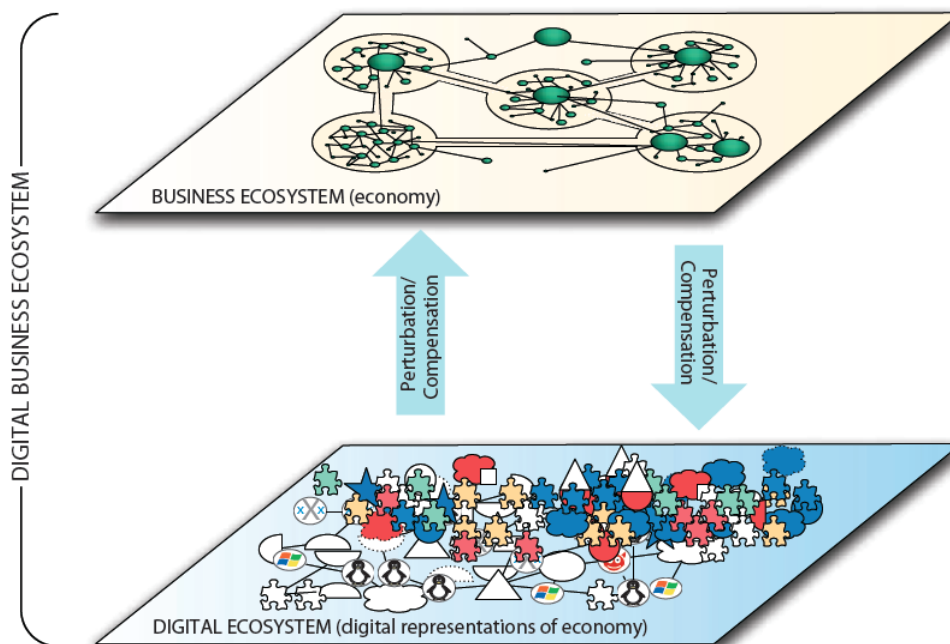 DIGITAL BUSINESS ECOSYSTEM
BUSINESS ECOSYSTEM (economy)
Perturbation/
Compensation
Perturbation/
Compensation
DIGITAL ECOSYSTEM (digital representations of economy)